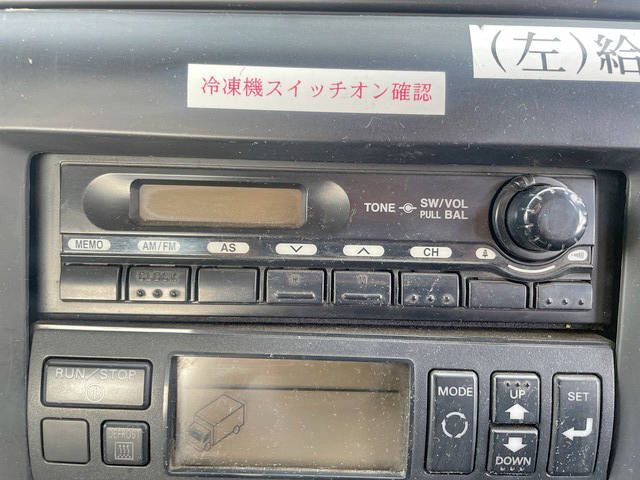 (左)給
冷凍機スイッチオン確認
TONE SW/VOL
PULL BAL
MEMO AM/FM AS CH
CLOCK
RUN/STOP
DEFROST
MODE
UP
DOWN
SET